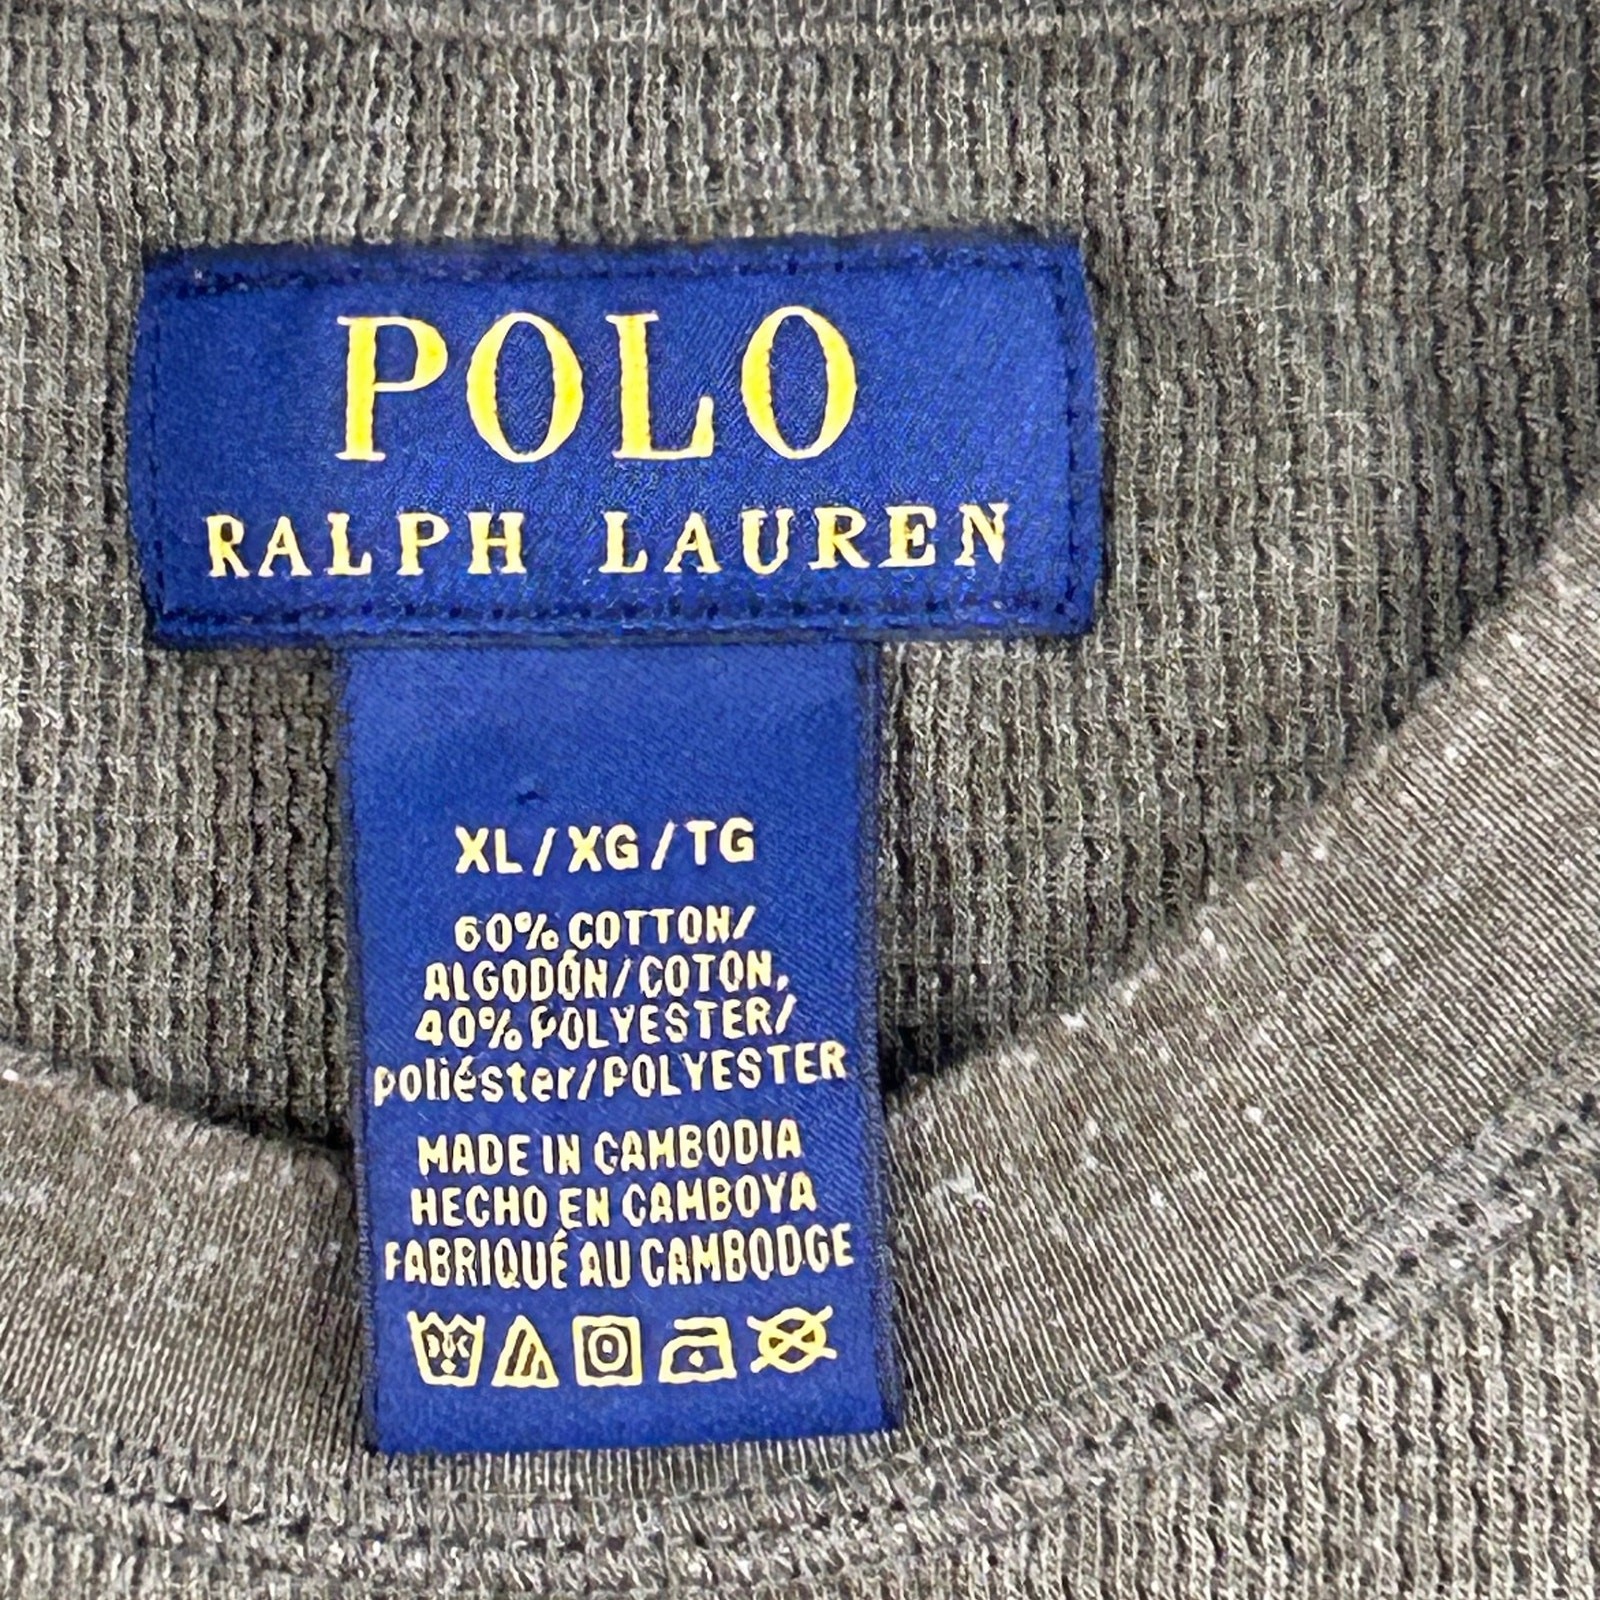 POLO
RALPH LAUREN
XL/XG/TG
60% COTTON/
ALGODÓN/COTON,
40% POLYESTER/
poliéster/POLYESTER
MADE IN CAMBODIA
HECHO EN CAMBOYA
FABRIQUÉ AU CAMBODGE